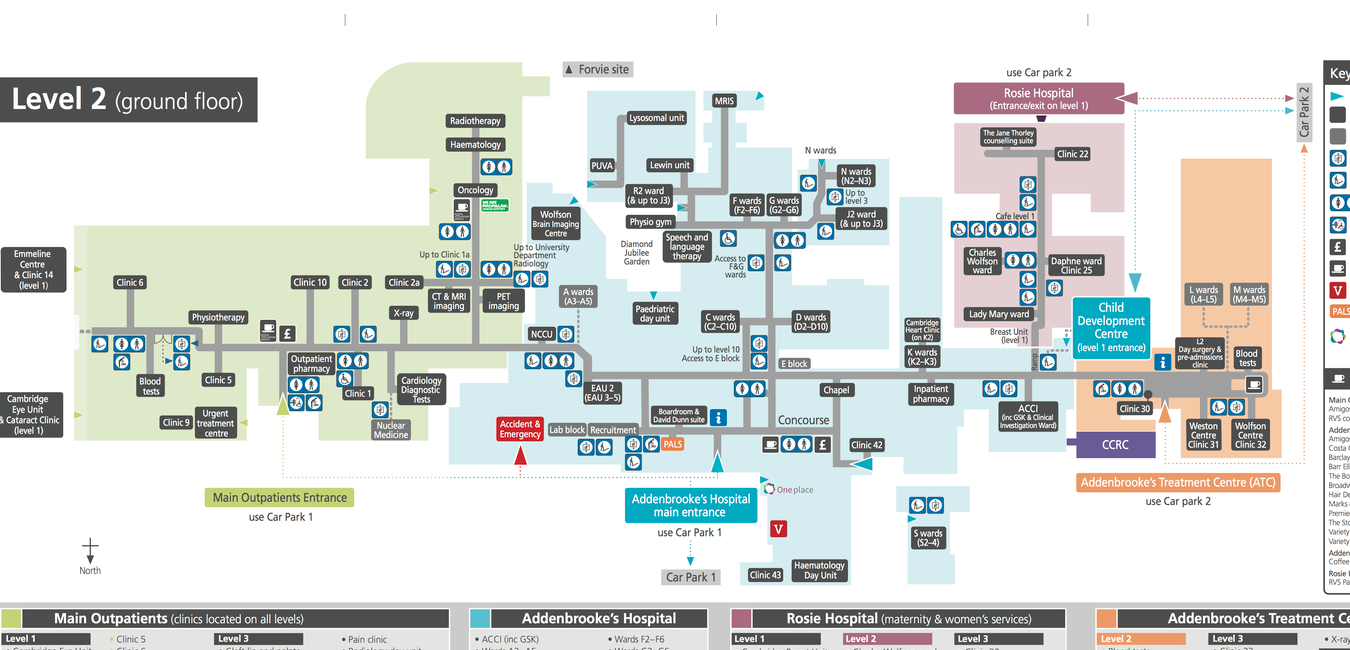 Level 2 (ground floor)
Forvie site
use Car park 2
Rosie Hospital
(Entrance/exit on level 1)
Car Park 2
Key
Radiotherapy
Haematology
Oncology
Up to Clinic 1a
CT & MRI
imaging
PET
imaging
Up to University
Department
Radiology
Wolfson
Brain Imaging
Centre
Lysosomal unit
MRIS
PUVA
Lewin unit
R2 ward
(& up to J3)
Physio gym
Speech and
language
therapy
Diamond
Jubilee
Garden
F wards
(F2–F6)
G wards
(G2–G6)
N wards
N wards
(N2–N3)
Up to
level 3
J2 ward
(& up to J3)
Access to
F&G
wards
Paediatric
day unit
A wards
(A3–A5)
C wards
(C2–C10)
D wards
(D2–D10)
Up to level 10
Access to E block
E block
NCCU
EAU 2
(EAU 3–5)
Chapel
Concourse
Boardroom &
David Dunn suite
Lab block
Recruitment
PALS
Clinic 42
Accident &
Emergency
Addenbrooke's Hospital
main entrance
use Car Park 1
Car Park 1
One place
V
Clinic 43
Haematology
Day Unit
S wards
(S2–4)
Cambridge
Heart Clinic
(on K2)
K wards
(K2–K3)
Inpatient
pharmacy
The Jane Thorley
counselling suite
Clinic 22
Cafe level 1
Charles
Wolfson
ward
Daphne ward
Clinic 25
Lady Mary ward
Breast Unit
(level 1)
Ramp
Child
Development
Centre
(level 1 entrance)
ACCI
(inc GSK & Clinical
Investigation Ward)
CCRC
Clinic 30
L wards
(L4–L5)
M wards
(M4–M5)
L2
Day surgery &
pre-admissions
clinic
Blood
tests
Weston
Centre
Clinic 31
Wolfson
Centre
Clinic 32
Addenbrooke's Treatment Centre (ATC)
use Car park 2
Emmeline
Centre
& Clinic 14
(level 1)
Cambridge
Eye Unit
& Cataract Clinic
(level 1)
Clinic 6
Physiotherapy
Clinic 10
Clinic 2
Clinic 2a
X-ray
Blood
tests
Clinic 5
Clinic 9
Urgent
treatment
centre
£
Outpatient
pharmacy
Clinic 1
Cardiology
Diagnostic
Tests
Nuclear
Medicine
Main Outpatients Entrance
use Car Park 1
North
£
V
PALS
Main Outpatients (clinics located on all levels)
Level 1
• Clinic 5
Level 3
• Pain clinic
Addenbrooke's Hospital
• ACCI (inc GSK)
• Wards F2–F6
Rosie Hospital (maternity & women's services)
Level 1
Level 2
Level 3
Addenbrooke's Treatment Ce
Level 2
Level 3
• X-ray